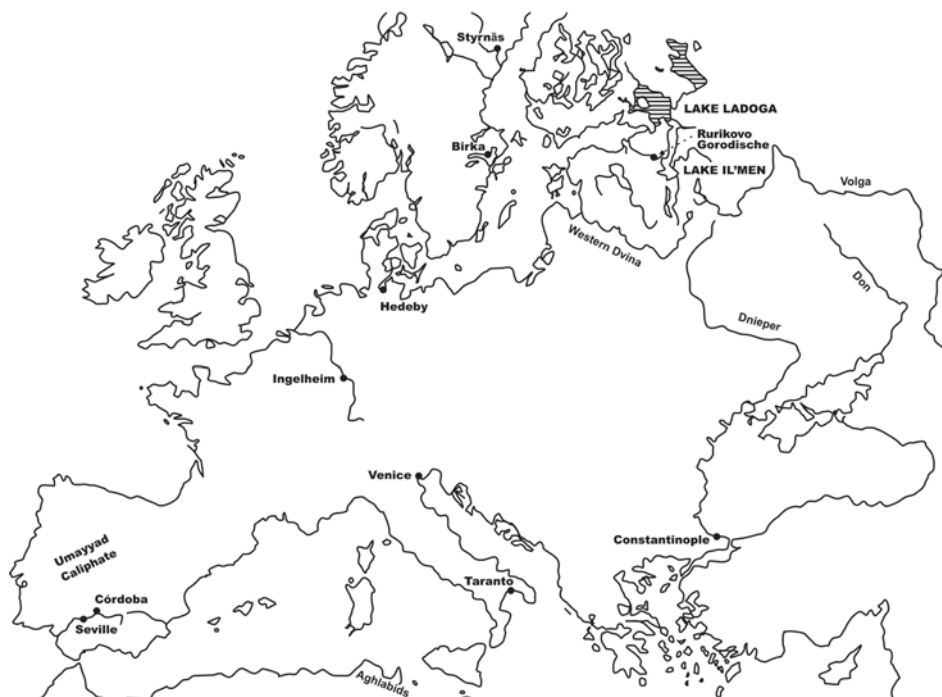 Styrnäs
LAKE LADOGA
Rurikovo
Gorodische
Birka
LAKE IL'MEN
Volga
Western Dvina
Don
Hedeby
Dnieper
Ingelheim
Venice
Constantinople
Umayyad
Caliphate
Taranto
Córdoba
Seville
Aghlabids